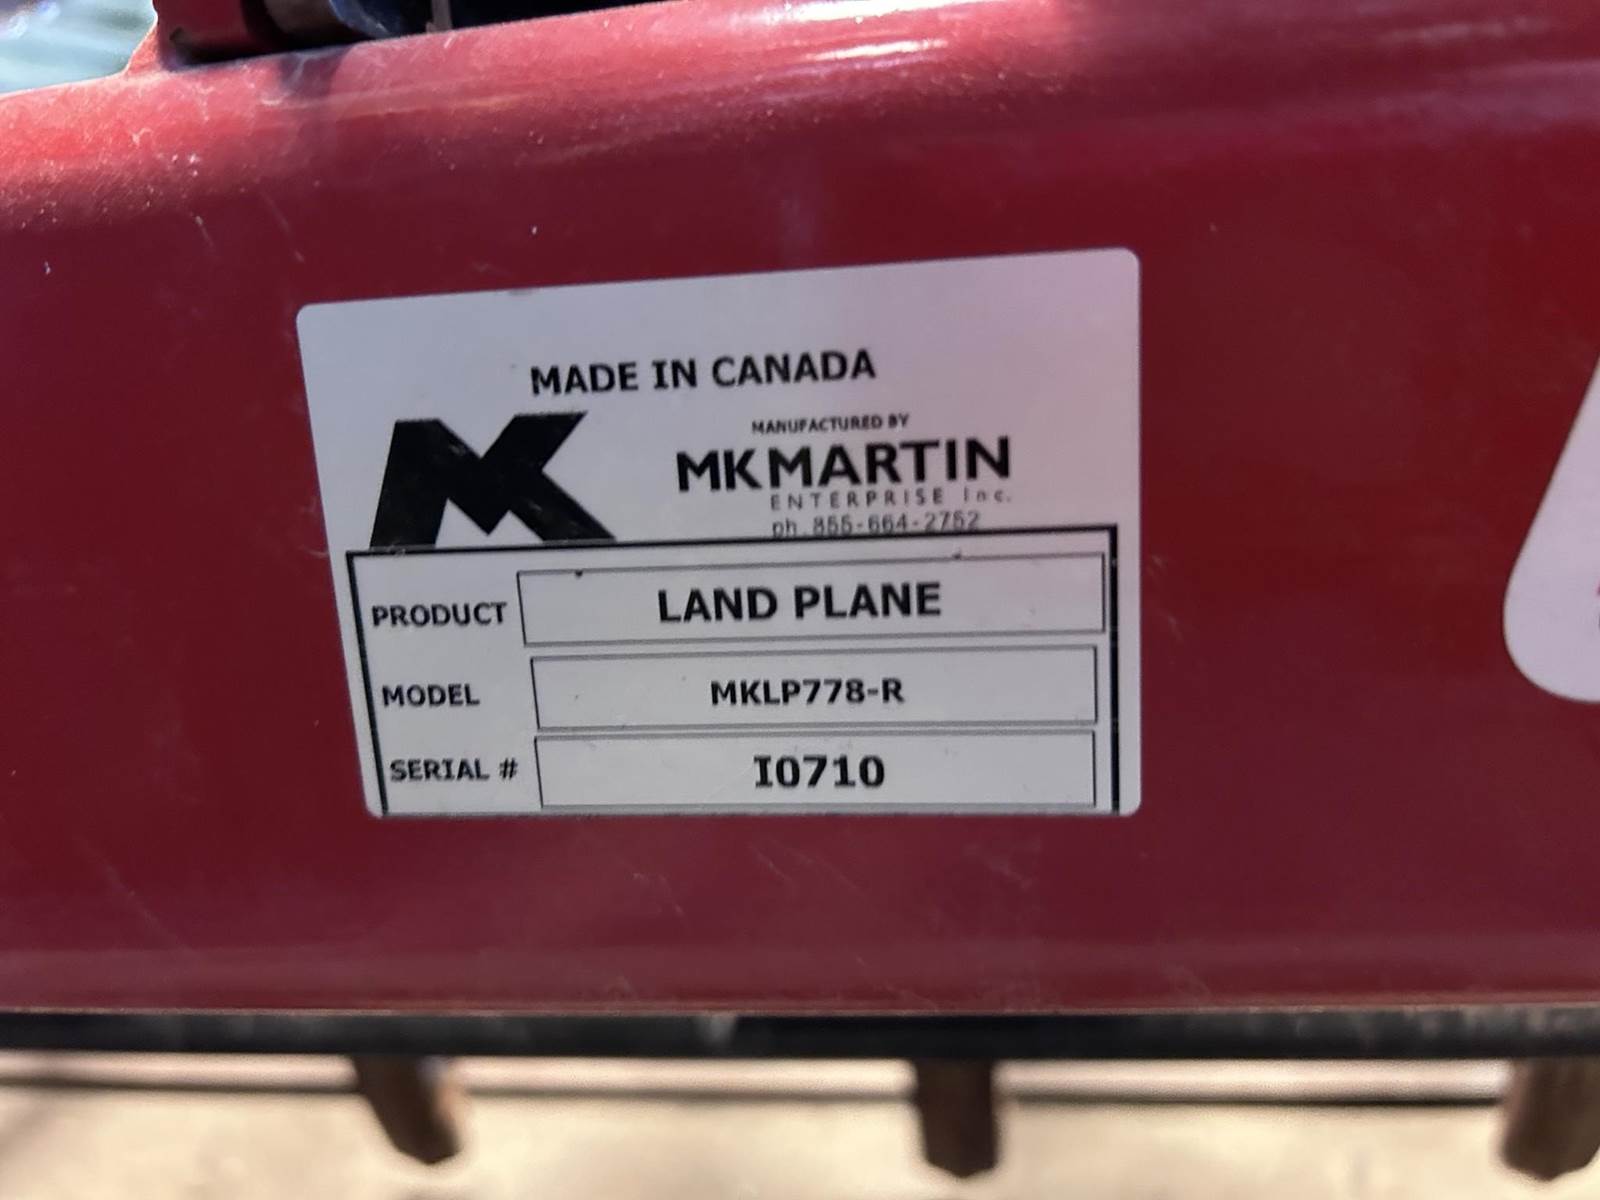 MADE IN CANADA
MK
MANUFACTURED BY
MKMARTIN
ENTERPRISE Inc.
ph. 855-664-2752
PRODUCT LAND PLANE
MODEL MKLP778-R
SERIAL # I0710